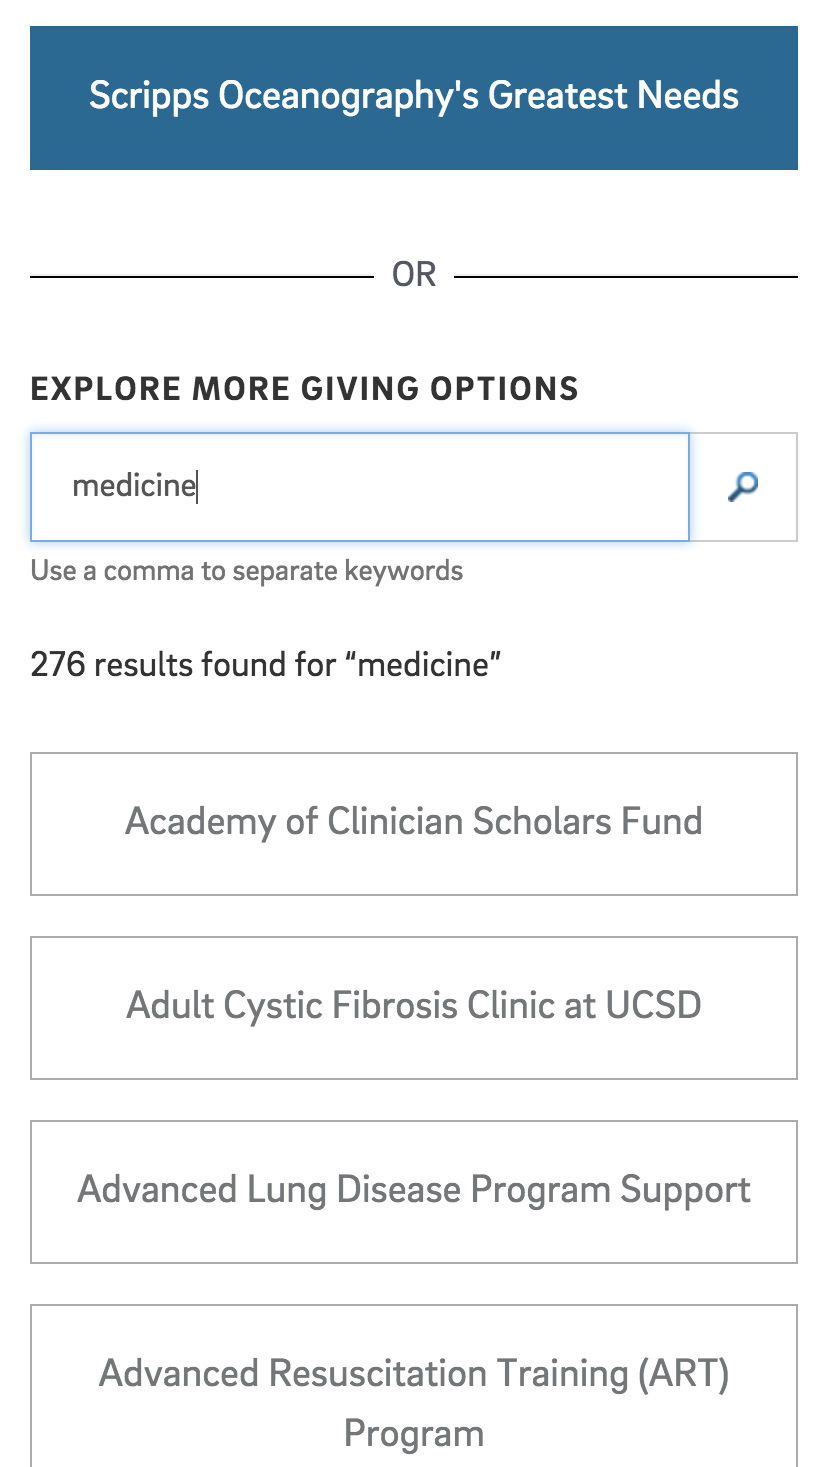 Scripps Oceanography's Greatest Needs
OR
EXPLORE MORE GIVING OPTIONS
medicine
Use a comma to separate keywords
276 results found for “medicine”
Academy of Clinician Scholars Fund
Adult Cystic Fibrosis Clinic at UCSD
Advanced Lung Disease Program Support
Advanced Resuscitation Training (ART)
Program